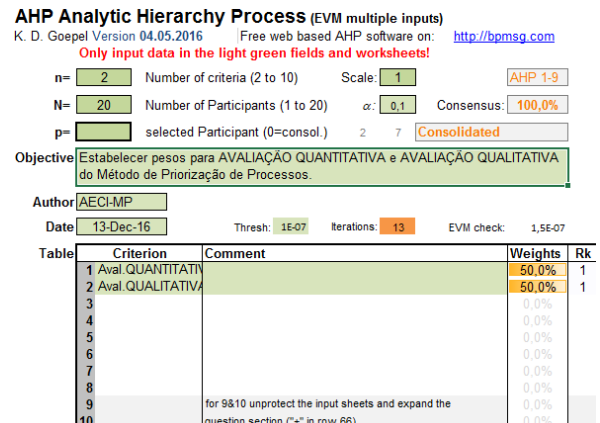 AHP Analytic Hierarchy Process (EVM multiple inputs)
K. D. Goepel Version 04.05.2016 Free web based AHP software on: http://bpmsg.com
Only input data in the light green fields and worksheets!
n= 2 Number of criteria (2 to 10) Scale: 1 AHP 1-9
N= 20 Number of Participants (1 to 20) α: 0,1 Consensus: 100,0%
p= selected Participant (0=consol.) 2 7 Consolidated
Objective Estabelecer pesos para AVALIAÇÃO QUANTITATIVA e AVALIAÇÃO QUALITATIVA
do Método de Priorização de Processos.
Author AECI-MP
Date 13-Dec-16 Thresh: 1E-07 Iterations: 13 EVM check: 1,5E-07
Table Criterion Comment Weights Rk
1 Aval.QUANTITATIV 50,0% 1
2 Aval.QUALITATIVA 50,0% 1
3 0,0%
4 0,0%
5 0,0%
6 0,0%
7 0,0%
8 0,0%
9 for 9&10 unprotect the input sheets and expand the 0,0%
10 question section ("+" in row 66) 0,0%